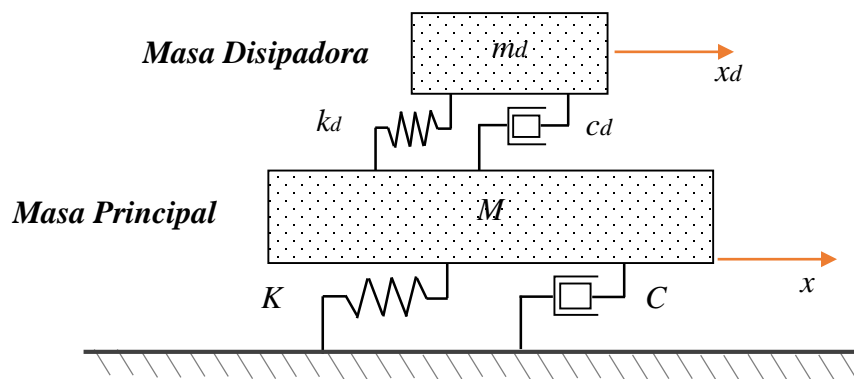 Masa Disipadora
md
xd
kd
cd
Masa Principal
M
x
K
C